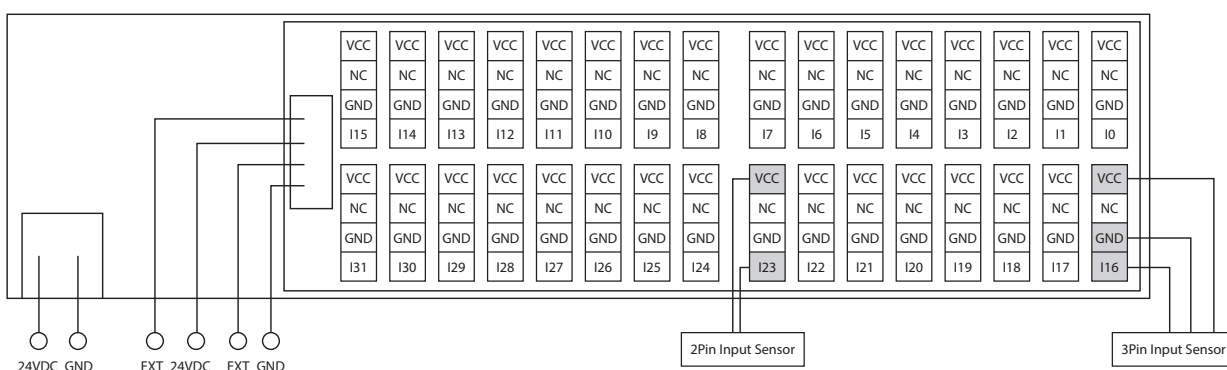 VCC VCC VCC VCC VCC VCC VCC VCC VCC VCC VCC VCC VCC VCC VCC VCC
NC NC NC NC NC NC NC NC NC NC NC NC NC NC NC NC
GND GND GND GND GND GND GND GND GND GND GND GND GND GND GND GND
I15 I14 I13 I12 I11 I10 I9 I8 I7 I6 I5 I4 I3 I2 I1 I0
VCC VCC VCC VCC VCC VCC VCC VCC VCC VCC VCC VCC VCC VCC VCC VCC
NC NC NC NC NC NC NC NC NC NC NC NC NC NC NC NC
GND GND GND GND GND GND GND GND GND GND GND GND GND GND GND GND
I31 I30 I29 I28 I27 I26 I25 I24 I23 I22 I21 I20 I19 I18 I17 I16
2Pin Input Sensor 3Pin Input Sensor
24VDC GND EXT 24VDC EXT GND